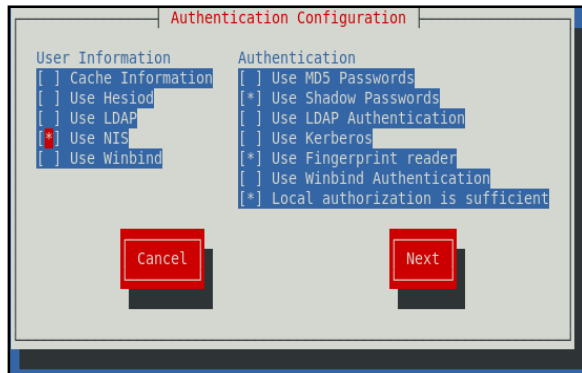 Authentication Configuration
User Information
[ ] Cache Information
[ ] Use Hesiod
[ ] Use LDAP
[*] Use NIS
[ ] Use Winbind
Authentication
[ ] Use MD5 Passwords
[*] Use Shadow Passwords
[ ] Use LDAP Authentication
[ ] Use Kerberos
[*] Use Fingerprint reader
[ ] Use Winbind Authentication
[*] Local authorization is sufficient
Cancel
Next